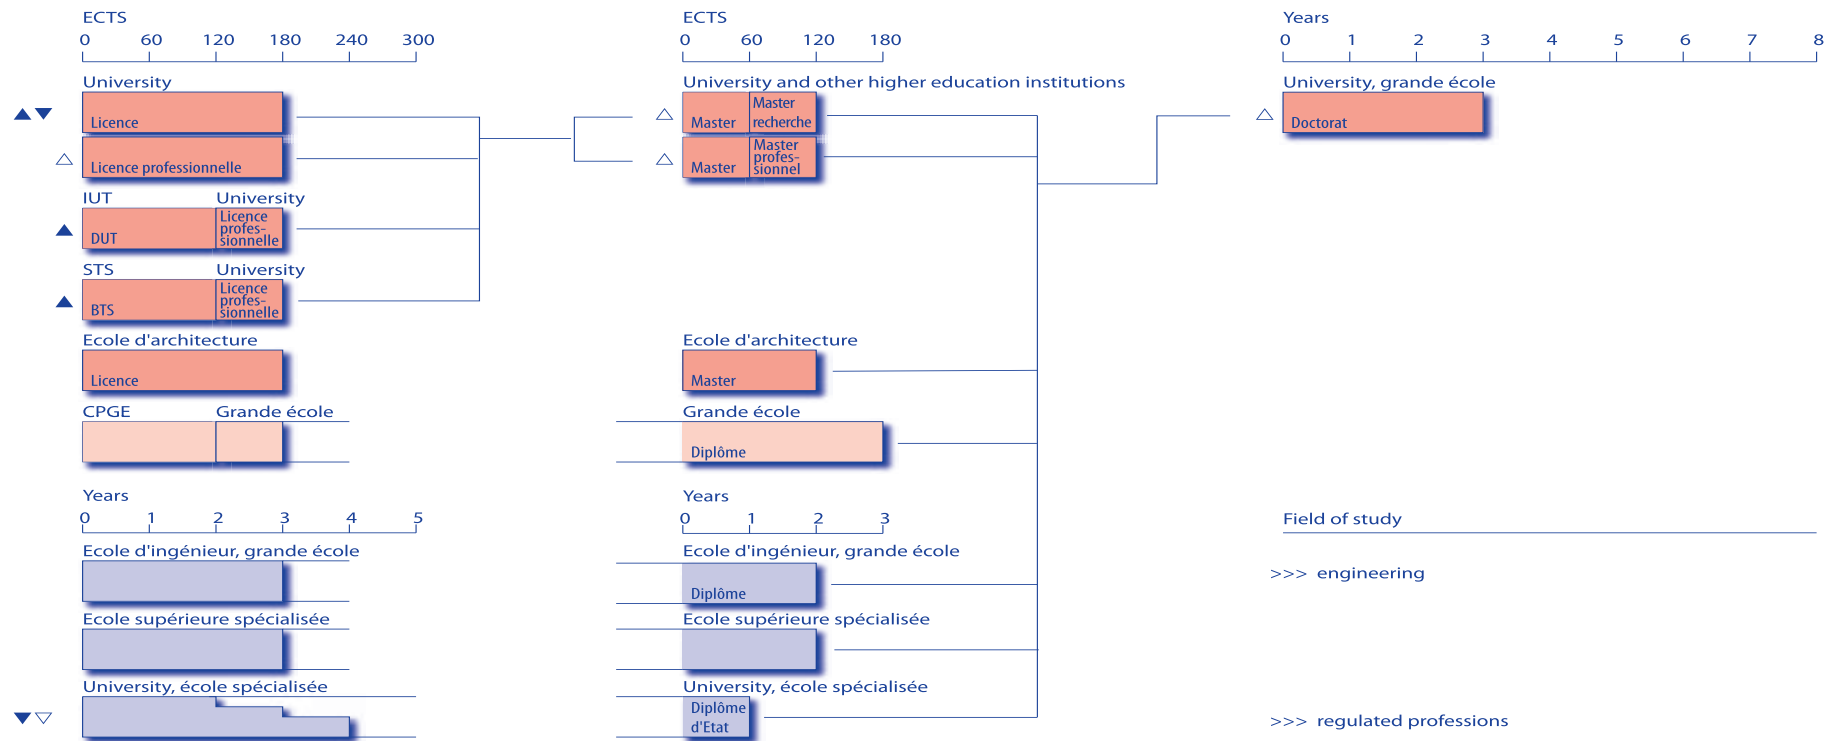 ECTS
0 60 120 180 240 300
ECTS
0 60 120 180
Years
0 1 2 3 4 5 6 7 8
University
Licence
Licence professionnelle
University and other higher education institutions
Master
Master
recherche
Master
Master
profes-
sionnel
University, grande école
Doctorat
IUT University
DUT
Licence
profes-
sionnelle
STS University
BTS
Licence
profes-
sionnelle
Ecole d'architecture
Licence
Ecole d'architecture
Master
CPGE Grande école
Grande école
Diplôme
Years
0 1 2 3 4 5
Years
0 1 2 3
Field of study
Ecole d'ingénieur, grande école
Ecole d'ingénieur, grande école
Diplôme
>>> engineering
Ecole supérieure spécialisée
Ecole supérieure spécialisée
University, école spécialisée
University, école spécialisée
Diplôme
d'Etat
>>> regulated professions